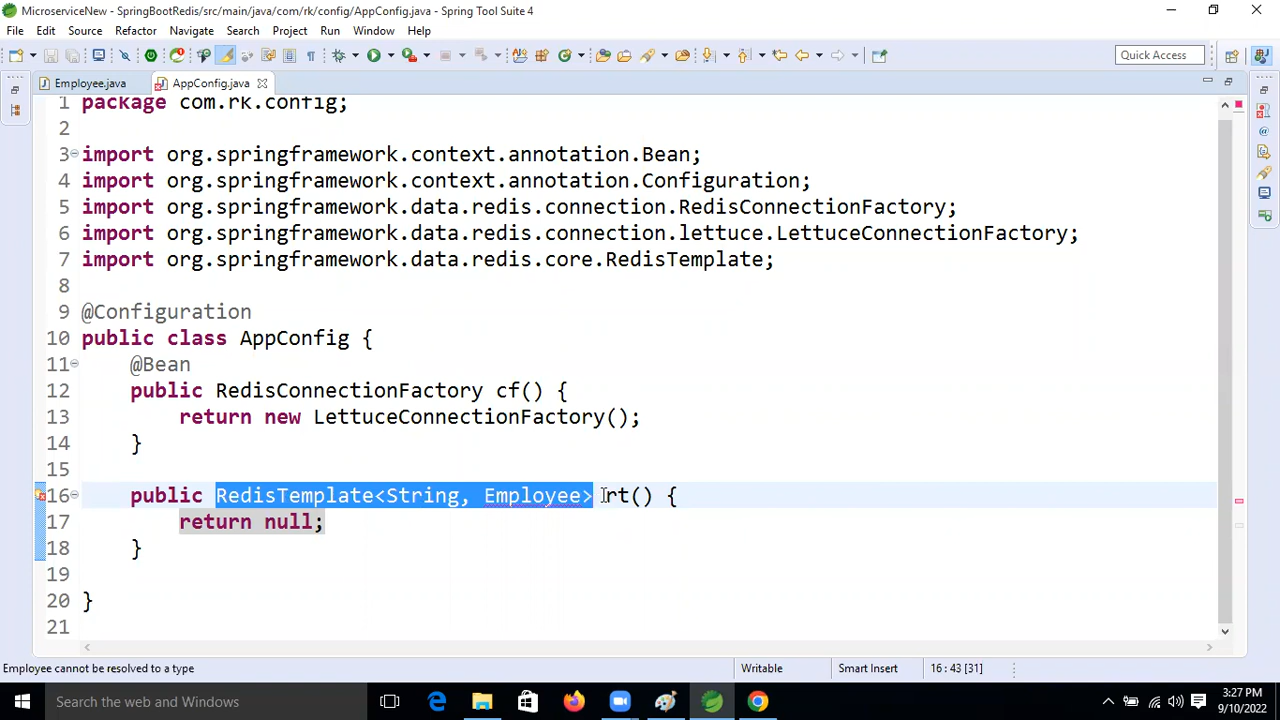 MicroserviceNew - SpringBootRedis/src/main/java/com/rk/config/AppConfig.java - Spring Tool Suite 4
File Edit Source Refactor Navigate Search Project Run Window Help
Quick Access
Employee.java AppConfig.java
1 package com.rk.config;
2
3 import org.springframework.context.annotation.Bean;
4 import org.springframework.context.annotation.Configuration;
5 import org.springframework.data.redis.connection.RedisConnectionFactory;
6 import org.springframework.data.redis.connection.lettuce.LettuceConnectionFactory;
7 import org.springframework.data.redis.core.RedisTemplate;
8
9 @Configuration
10 public class AppConfig {
11 @Bean
12 public RedisConnectionFactory cf() {
13 return new LettuceConnectionFactory();
14 }
15
16 public RedisTemplate<String, Employee> rt() {
17 return null;
18 }
19
20 }
21
Employee cannot be resolved to a type Writable Smart Insert 16 : 43 [31]
Search the web and Windows
3:27 PM
9/10/2022